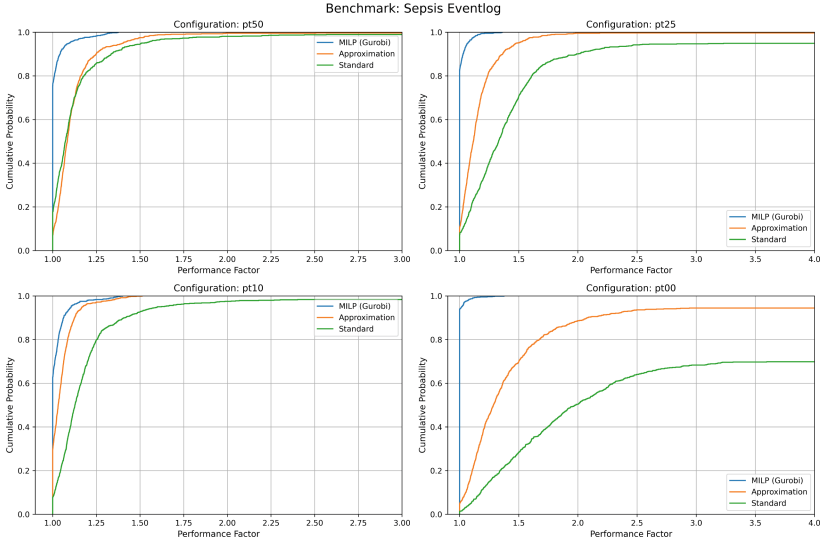 Benchmark: Sepsis Eventlog
Configuration: pt50
1.0
0.8
0.6
0.4
0.2
0.0
Cumulative Probability
MILP (Gurobi)
Approximation
Standard
1.00 1.25 1.50 1.75 2.00 2.25 2.50 2.75 3.00
Performance Factor
Configuration: pt25
1.0
0.8
0.6
0.4
0.2
0.0
Cumulative Probability
MILP (Gurobi)
Approximation
Standard
1.0 1.5 2.0 2.5 3.0 3.5 4.0
Performance Factor
Configuration: pt10
1.0
0.8
0.6
0.4
0.2
0.0
Cumulative Probability
MILP (Gurobi)
Approximation
Standard
1.00 1.25 1.50 1.75 2.00 2.25 2.50 2.75 3.00
Performance Factor
Configuration: pt00
1.0
0.8
0.6
0.4
0.2
0.0
Cumulative Probability
MILP (Gurobi)
Approximation
Standard
1.0 1.5 2.0 2.5 3.0 3.5 4.0
Performance Factor